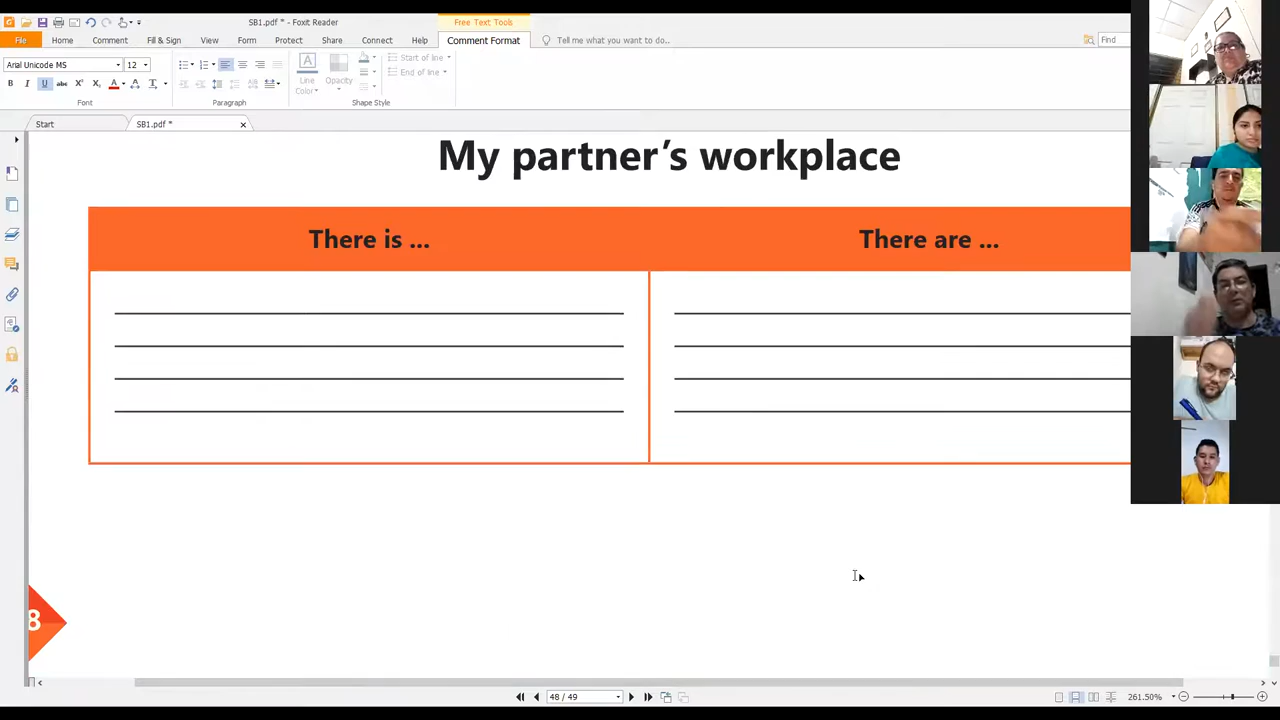 SB1.pdf * - Foxit Reader
Free Text Tools
File
Home
Comment
Fill & Sign
View
Form
Protect
Share
Connect
Help
Comment Format
Tell me what you want to do..
Find
Arial Unicode MS
12
Line
Color
Opacity
Start of line
End of line
Font
Paragraph
Shape Style
Start
SB1.pdf *
My partner's workplace
There is ...
There are ...
8
48 / 49
261.50%